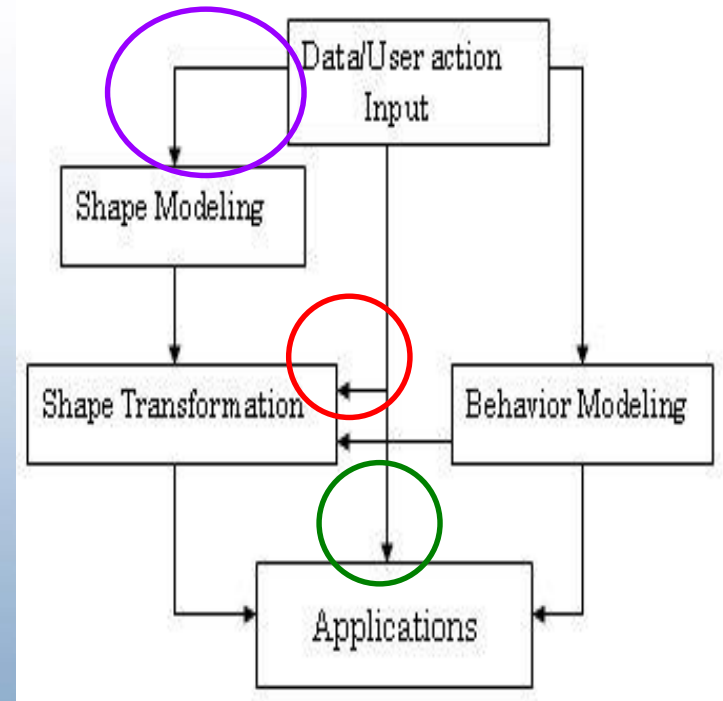 Data/User action
Input
Shape Modeling
Shape Transformation
Behavior Modeling
Applications